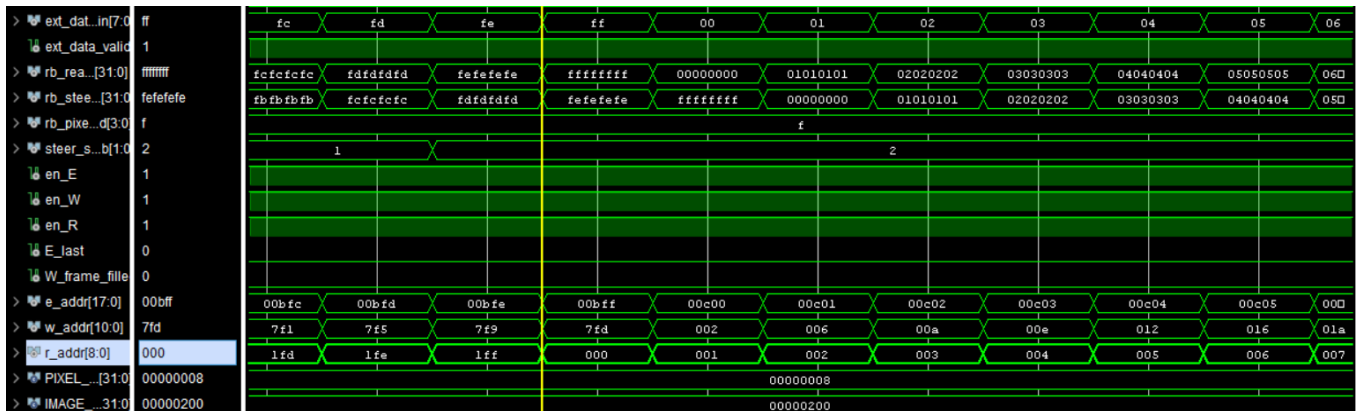 ext_dat...in[7:0 ff fc fd fe ff 00 01 02 03 04 05 06
ext_data_valid 1
rb_rea...[31:0] ffffffff fcfcfcfc fdfdfdfd fefefefe ffffffff 00000000 01010101 02020202 03030303 04040404 05050505 06
rb_stee...[31:0 fefefefe fbfbfbfb fcfcfcfc fdfdfdfd fefefefe ffffffff 00000000 01010101 02020202 03030303 04040404 05
rb_pixe...d[3:0] f f
steer_s...b[1:0 2 1 2
en_E 1
en_W 1
en_R 1
E_last 0
W_frame_fille 0
e_addr[17:0] 00bff 00bfc 00bfd 00bfe 00bff 00c00 00c01 00c02 00c03 00c04 00c05 00
w_addr[10:0] 7fd 7f1 7f5 7f9 7fd 002 006 00a 00e 012 016 01a
r_addr[8:0] 000 1fd 1fe 1ff 000 001 002 003 004 005 006 007
PIXEL_...[31:0] 00000008 00000008
IMAGE_...31:0] 00000200 00000200